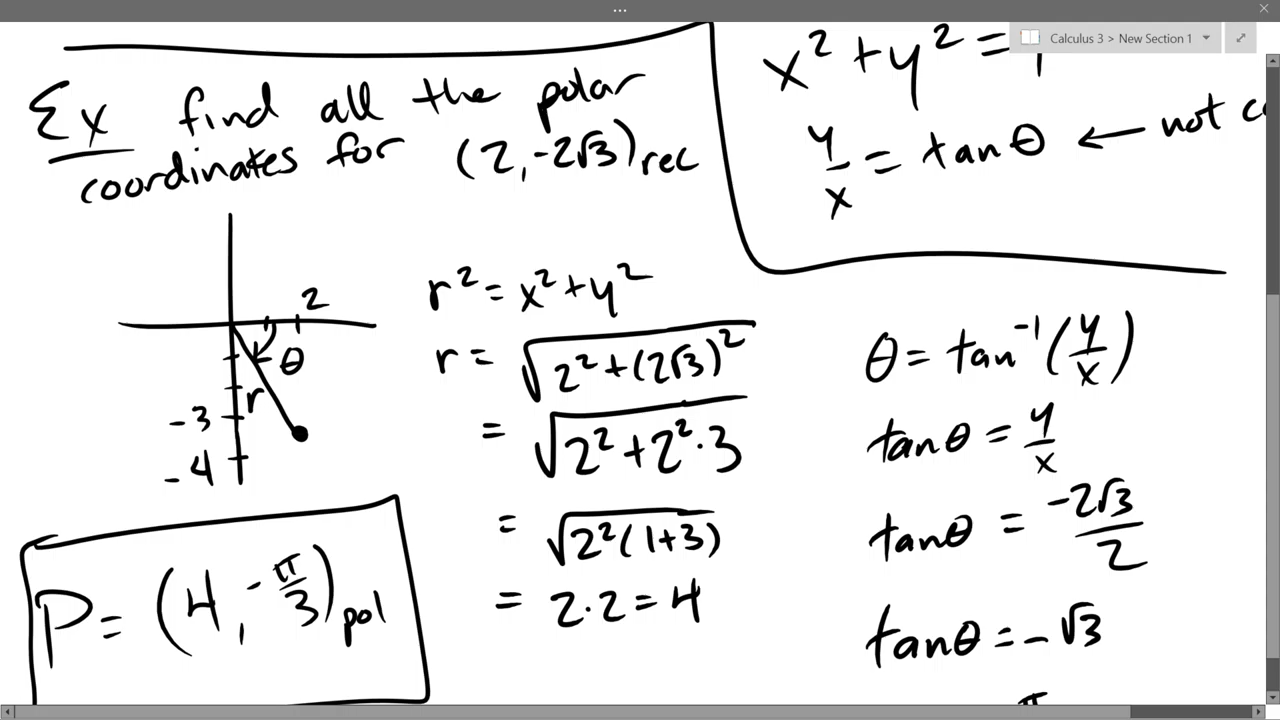 Calculus 3 > New Section 1
Ex find all the polar
coordinates for (2, -2√3)rec
x² + y² =
y/x = tan θ ← not
2
θ
r
-3
-4
r² = x² + y²
r = √(2² + (2√3)²)
= √(2² + 2²·3)
= √(2²(1+3))
= 2·2 = 4
θ = tan⁻¹(y/x)
tan θ = y/x
tan θ = -2√3/2
tan θ = -√3
π
P = (4, -π/3)pol